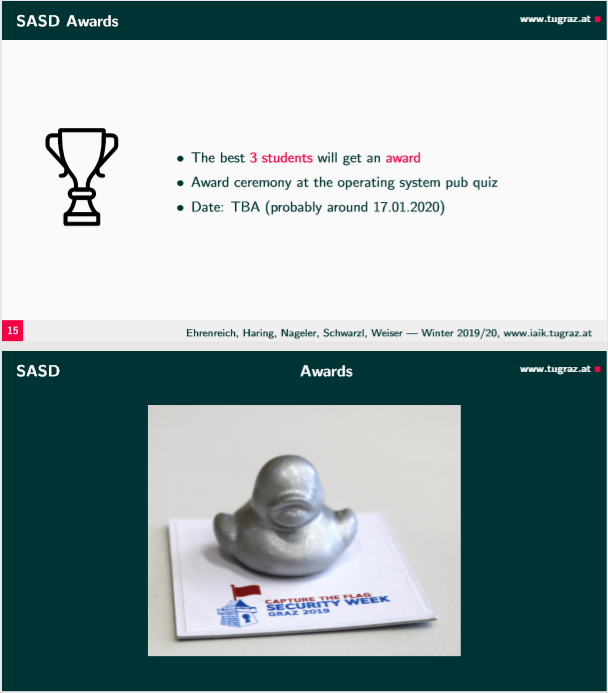 SASD Awards
www.tugraz.at
The best 3 students will get an award
Award ceremony at the operating system pub quiz
Date: TBA (probably around 17.01.2020)
15
Ehrenreich, Haring, Nageler, Schwarzl, Weiser — Winter 2019/20, www.iaik.tugraz.at
SASD
Awards
www.tugraz.at
CAPTURE THE FLAG
SECURITY WEEK
GRAZ 2019